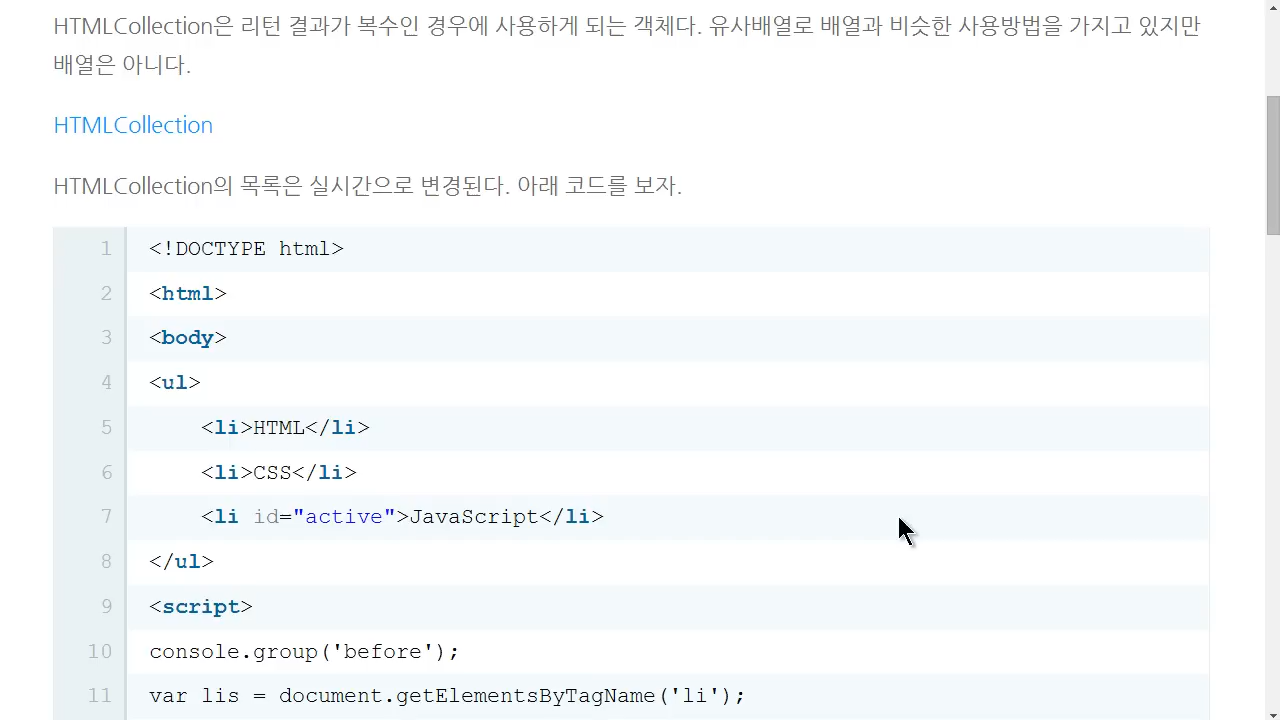 HTMLCollection은 리턴 결과가 복수인 경우에 사용하게 되는 객체다. 유사배열로 배열과 비슷한 사용방법을 가지고 있지만
배열은 아니다.
HTMLCollection
HTMLCollection의 목록은 실시간으로 변경된다. 아래 코드를 보자.
1 <!DOCTYPE html>
2 <html>
3 <body>
4 <ul>
5     <li>HTML</li>
6     <li>CSS</li>
7     <li id="active">JavaScript</li>
8 </ul>
9 <script>
10 console.group('before');
11 var lis = document.getElementsByTagName('li');